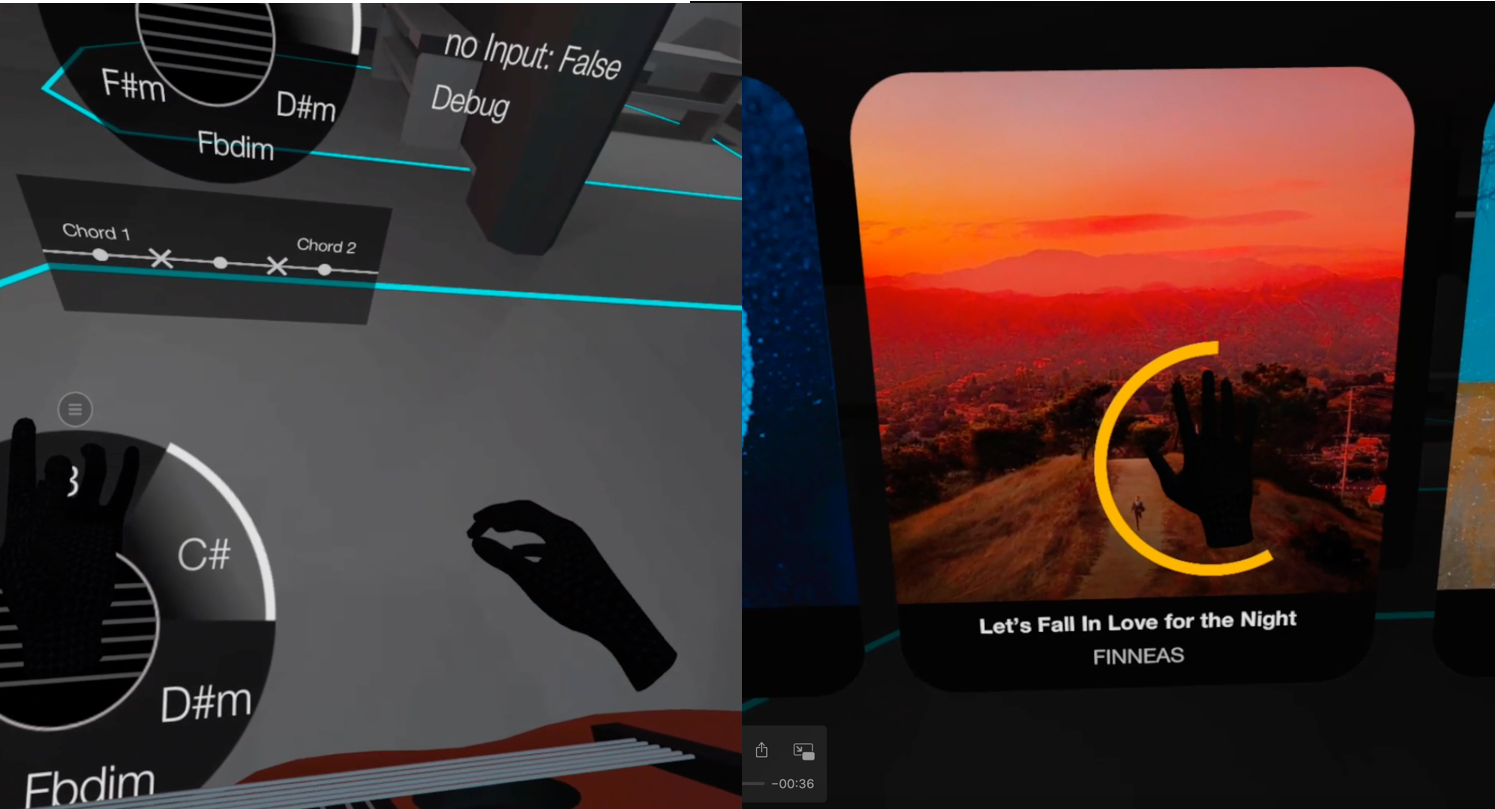 no Input: False
Debug
F#m
D#m
Fbdim
Chord 1
Chord 2
C#
D#m
Fbdim
Let’s Fall In Love for the Night
FINNEAS
−00:36